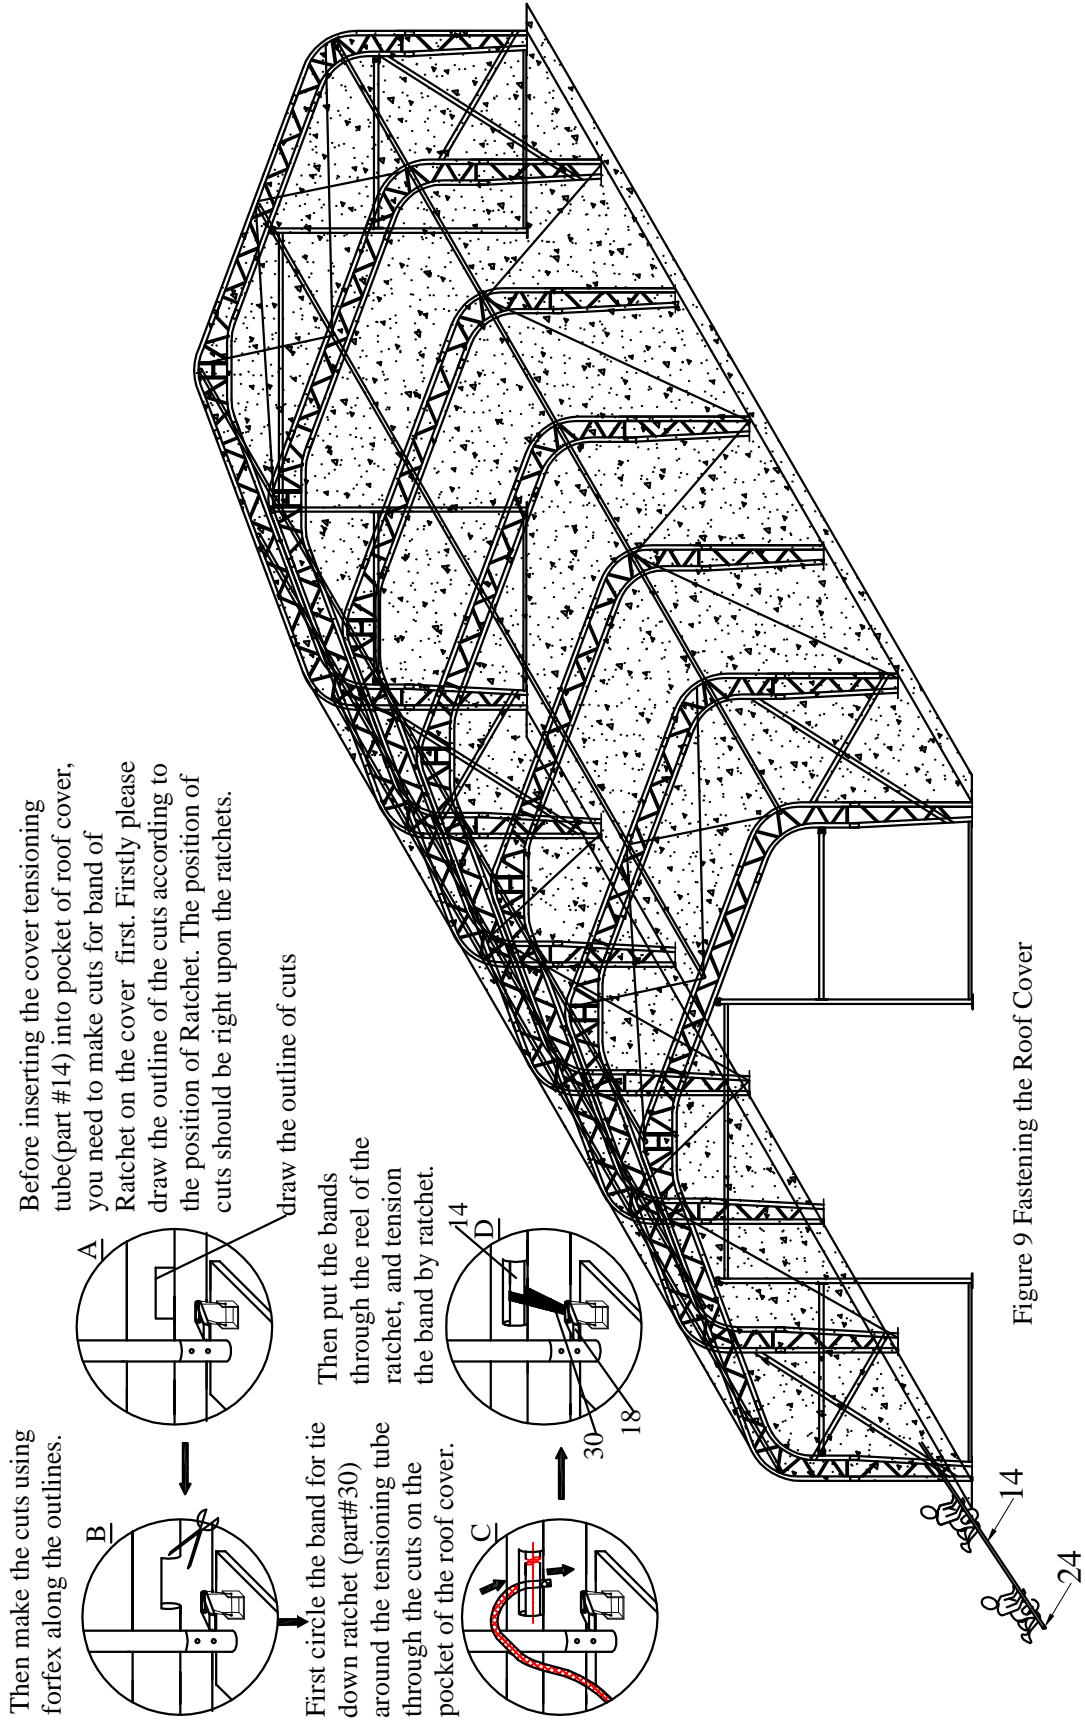 Before inserting the cover tensioning
tube(part #14) into pocket of roof cover,
you need to make cuts for band of
Ratchet on the cover  first. Firstly please
draw the outline of the cuts according to
the position of Ratchet. The position of
cuts should be right upon the ratchets.
A
draw the outline of cuts
Then make the cuts using
forfex along the outlines.
B
First circle the band for tie
down ratchet (part#30)
around the tensioning tube
through the cuts on the
pocket of the roof cover.
C
Then put the bands
through the reel of the
ratchet, and tension
the band by ratchet.
14
D
30
18
14
24
Figure 9 Fastening the Roof Cover